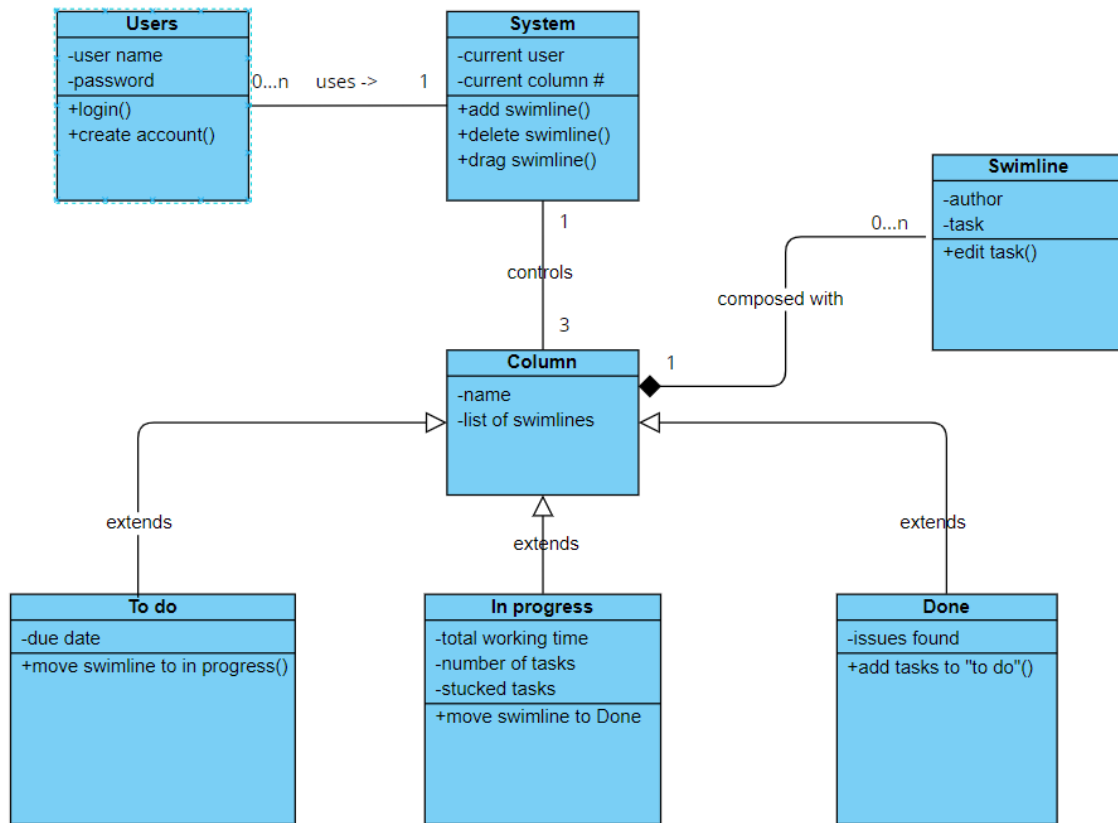 Users
-user name
-password
+login()
+create account()
0...n uses -> 1
System
-current user
-current column #
+add swimline()
+delete swimline()
+drag swimline()
1
controls
3
Swimline
-author
-task
+edit task()
0...n
composed with
1
Column
-name
-list of swimlines
extends
extends
extends
To do
-due date
+move swimline to in progress()
In progress
-total working time
-number of tasks
-stucked tasks
+move swimline to Done
Done
-issues found
+add tasks to "to do"()